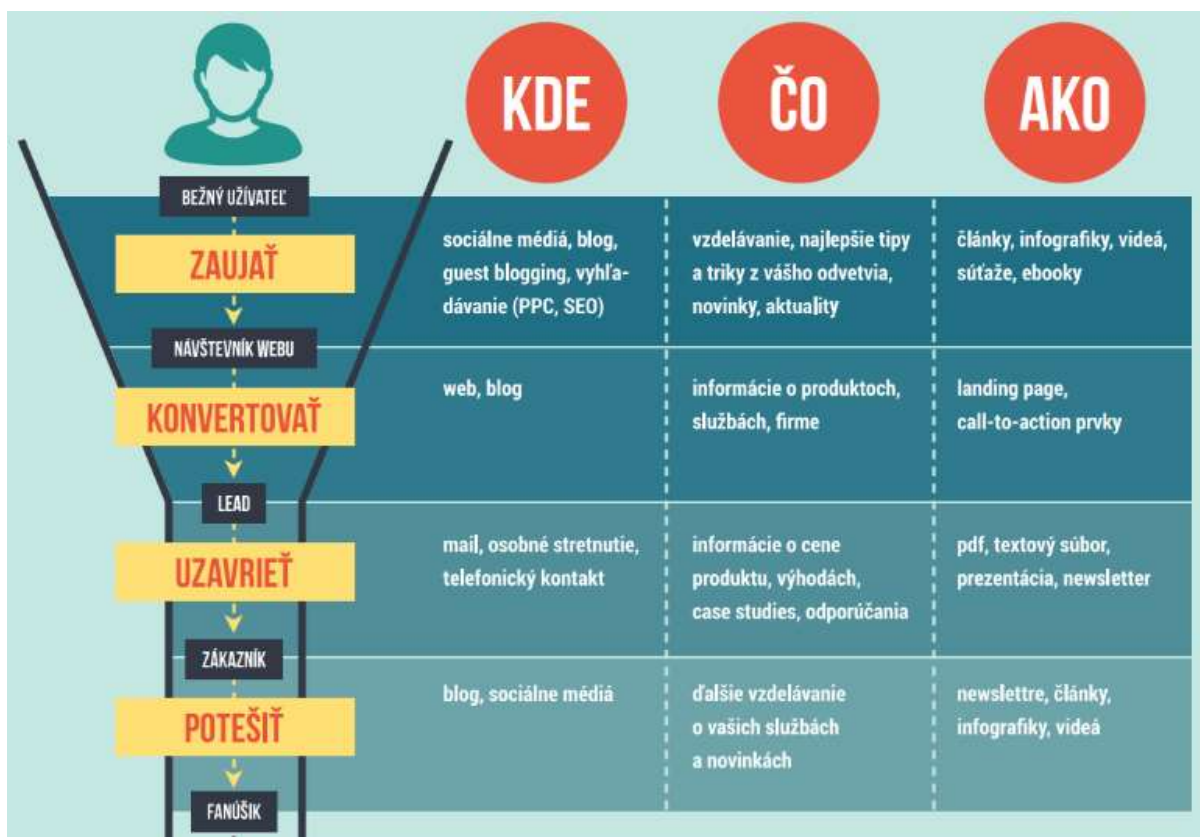 KDE
ČO
AKO
BEŽNÝ UŽÍVATEĽ
ZAUJAŤ
sociálne médiá, blog,
guest blogging, vyhľa-
dávanie (PPC, SEO)
vzdelávanie, najlepšie tipy
a triky z vášho odvetvia,
novinky, aktuality
články, infografiky, videá,
súťaže, ebooky
NÁVŠTEVNÍK WEBU
KONVERTOVAŤ
web, blog
informácie o produktoch,
službách, firme
landing page,
call-to-action prvky
LEAD
UZAVRIEŤ
mail, osobné stretnutie,
telefonický kontakt
informácie o cene
produktu, výhodách,
case studies, odporúčania
pdf, textový súbor,
prezentácia, newsletter
ZÁKAZNÍK
POTEŠIŤ
blog, sociálne médiá
ďalšie vzdelávanie
o vašich službách
a novinkách
newslettre, články,
infografiky, videá
FANÚŠIK